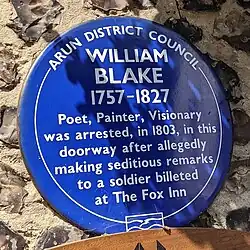 ARUN DISTRICT COUNCIL
WILLIAM
BLAKE
1757-1827
Poet, Painter, Visionary
was arrested, in 1803, in this
doorway after allegedly
making seditious remarks
to a soldier billeted
at The Fox Inn